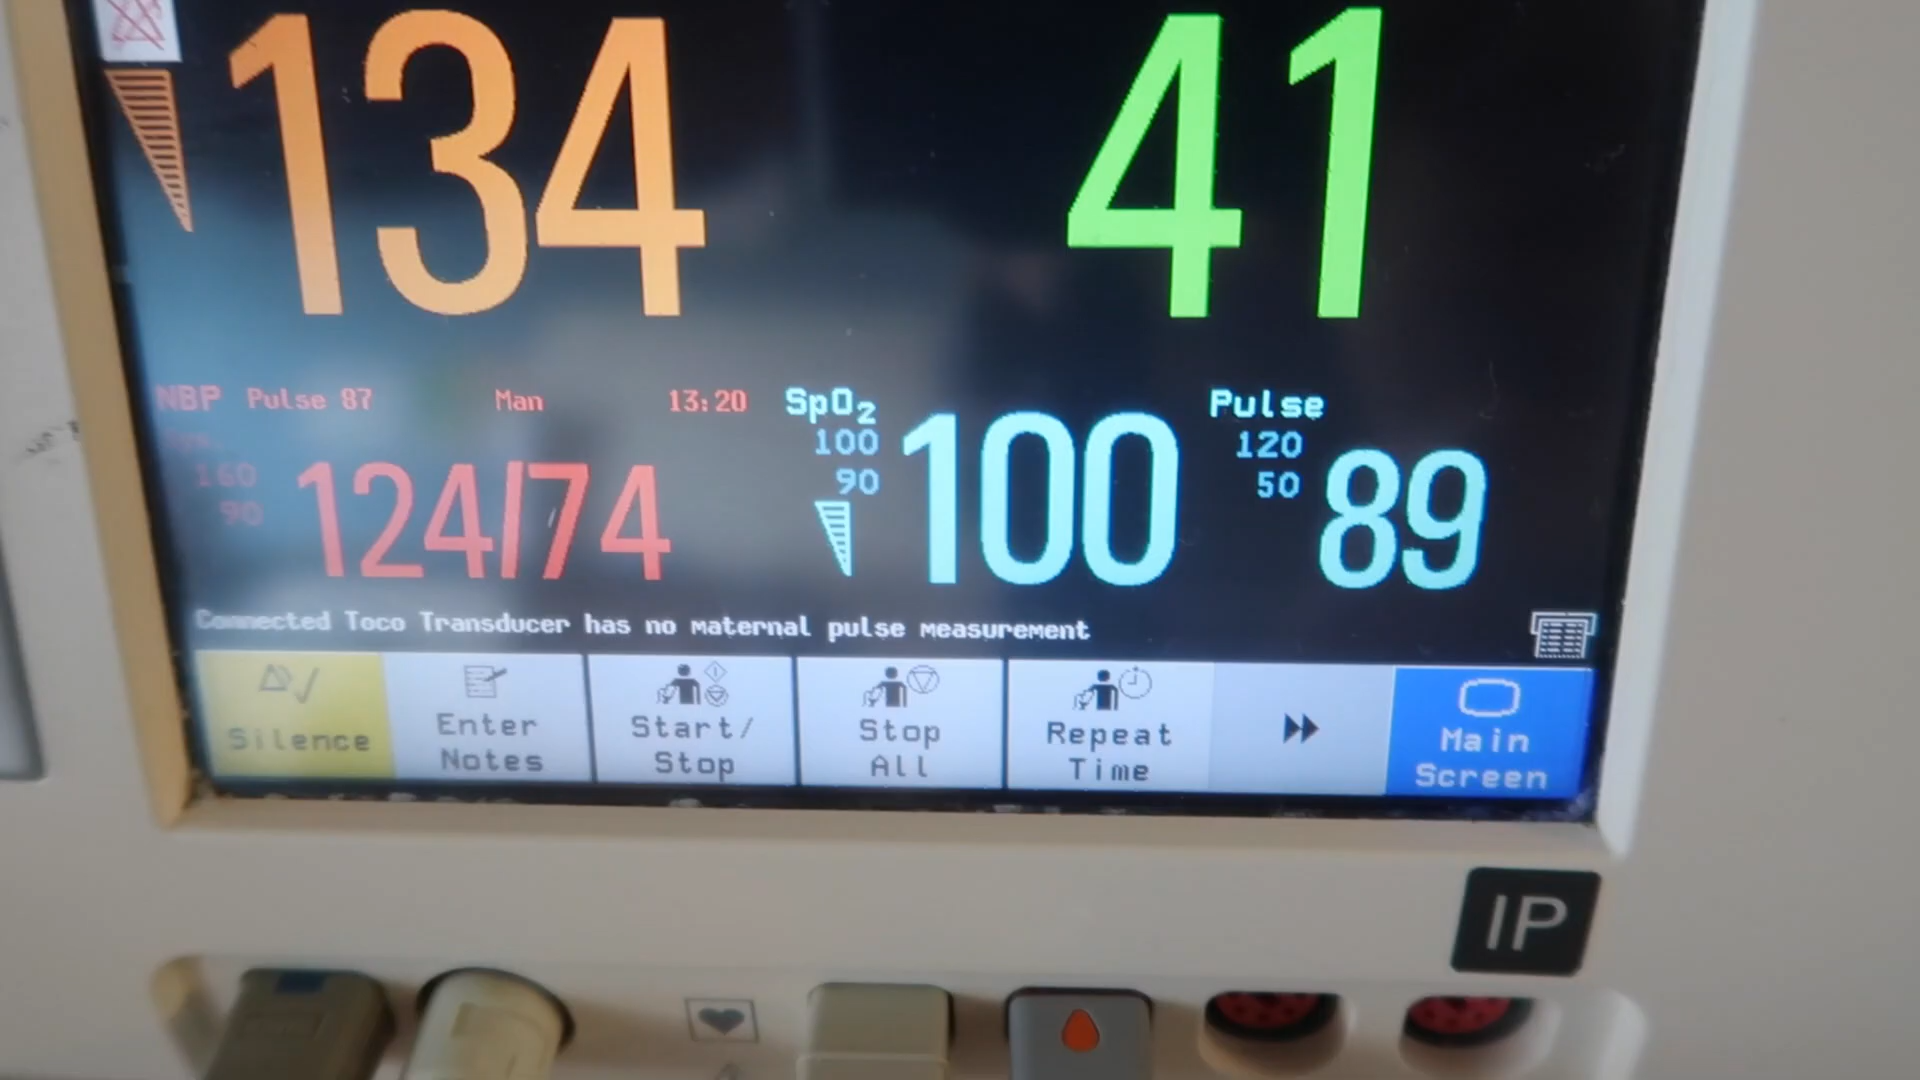 134 41
NBP Pulse 87 Man 13:20 SpO₂ Pulse
Sys.
100 120
160 90 50
90
124/74 100 89
Connected Toco Transducer has no maternal pulse measurement
Silence
Enter
Notes
Start/
Stop
Stop
All
Repeat
Time
Main
Screen
IP